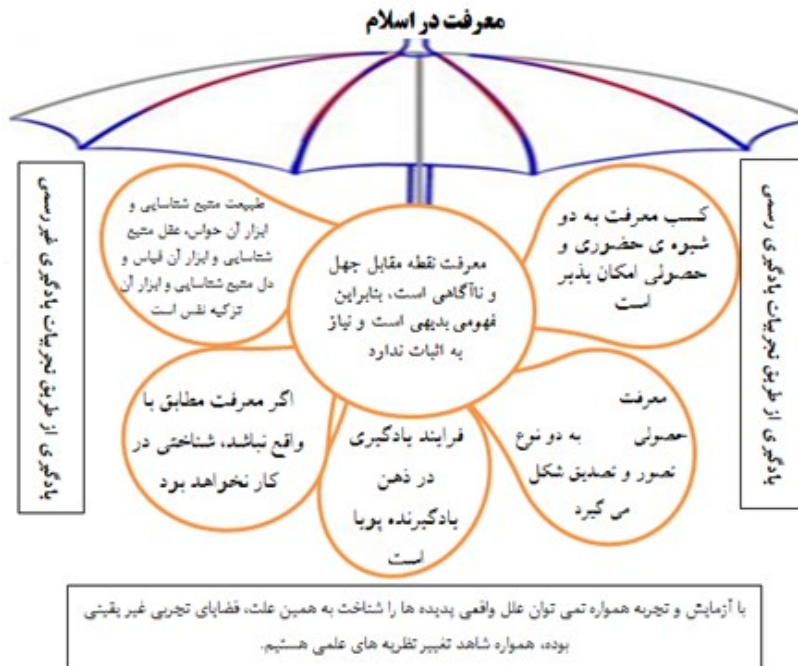 معرفت در اسلام
یادگیری از طریق تجربیات یادگیری رسمی
کسب معرفت به دو
شیوه ی حضوری و
حصولی امکان پذیر
است
طبیعت منبع شناسایی و
ابزار آن حواس، عقل منبع
شناسایی و ابزار آن قیاس و
دل منبع شناسایی و ابزار آن
تزکیه نفس است
معرفت نقطه مقابل جهل
و ناآگاهی است، بنابراین
فهومی بدیهی است و نیاز
به اثبات ندارد
معرفت
حصولی به دو نوع
تصور و تصدیق شکل
می گیرد
فرایند یادگیری
در ذهن
یادگیرنده پویا
است
اگر معرفت مطابق با
واقع نباشد، شناختی در
کار نخواهد بود
یادگیری از طریق تجربیات یادگیری غیر رسمی
با آزمایش و تجربه همواره نمی توان علل واقعی پدیده ها را شناخت به همین علت، قضایای تجربی غیر یقینی
بوده، همواره شاهد تغییر نظریه های علمی هستیم.